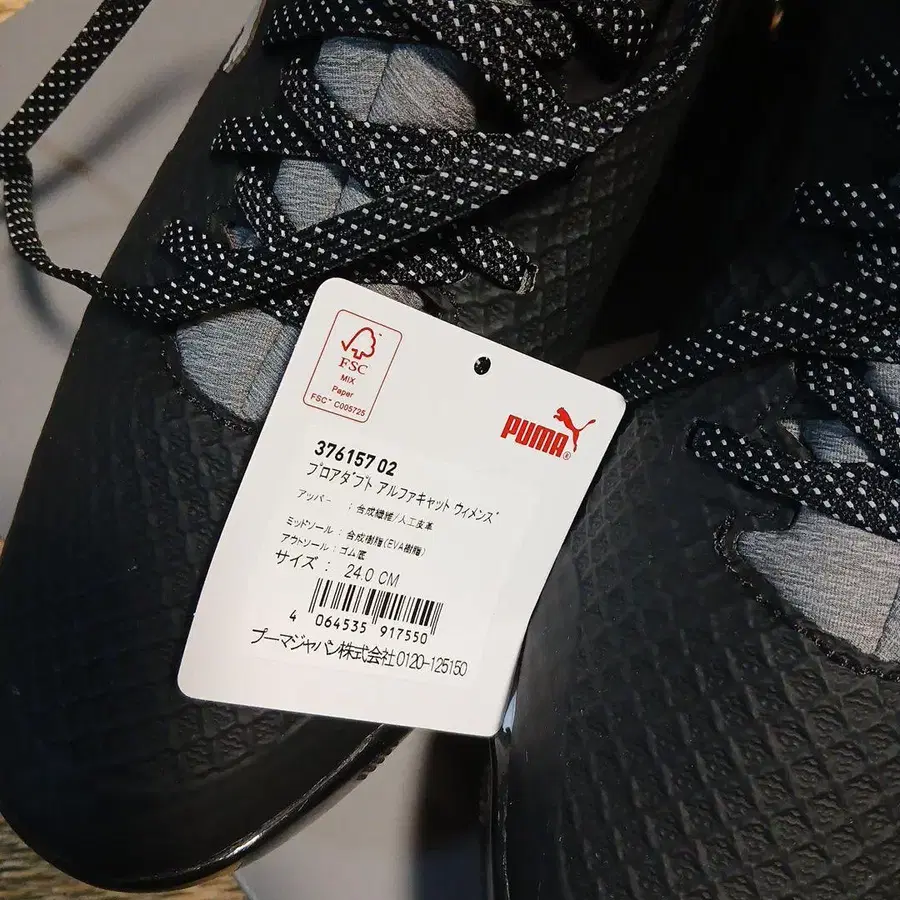 FSC
MIX
Paper
FSC™ C005725
PUMA®
376157 02
プロアダプト アルファキャット ウィメンズ
アッパー : 合成繊維/人工皮革
ミッドソール : 合成樹脂(EVA樹脂)
アウトソール : ゴム底
サイズ : 24.0 CM
4 064535 917550
プーマジャパン株式会社 0120-125150